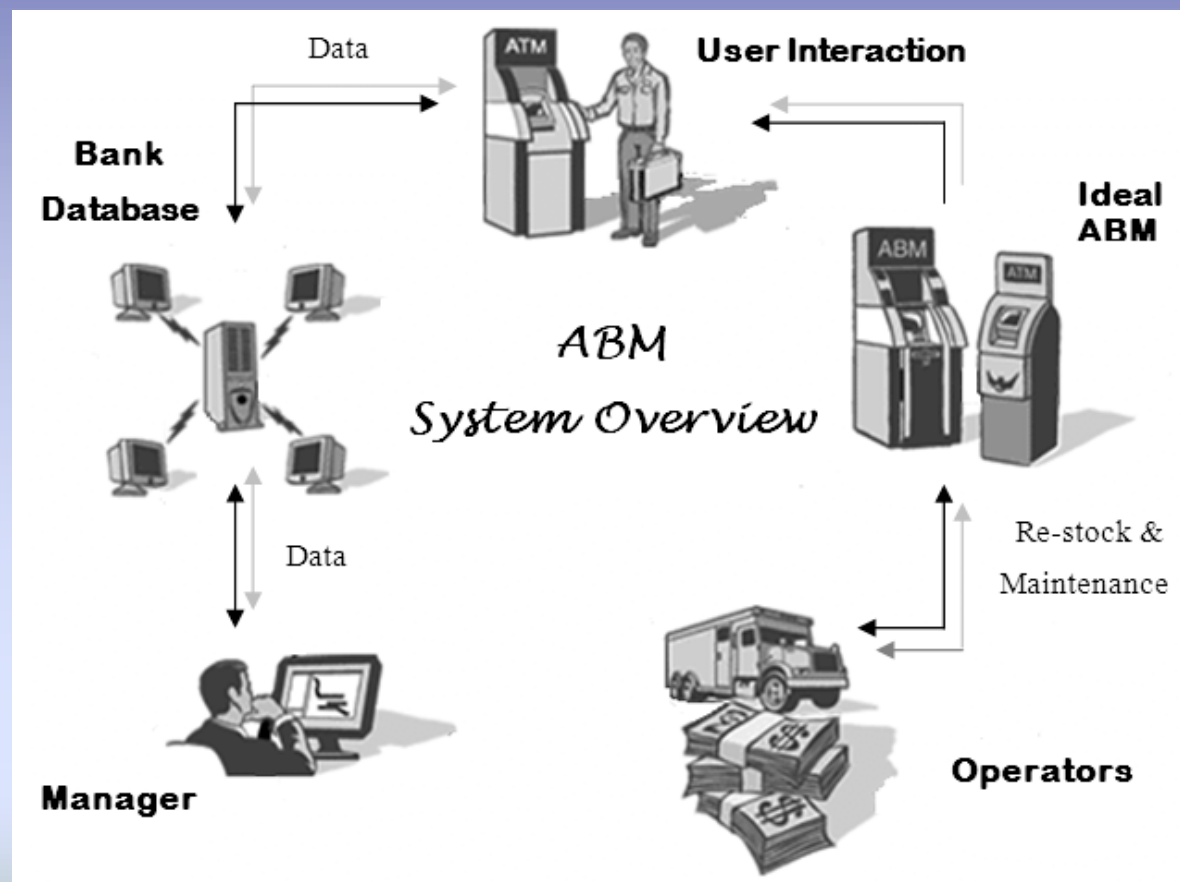 Data
ATM
User Interaction
Bank
Database
Ideal
ABM
ABM
ATM
ABM
System Overview
Data
Re-stock &
Maintenance
Manager
Operators
$
$
$